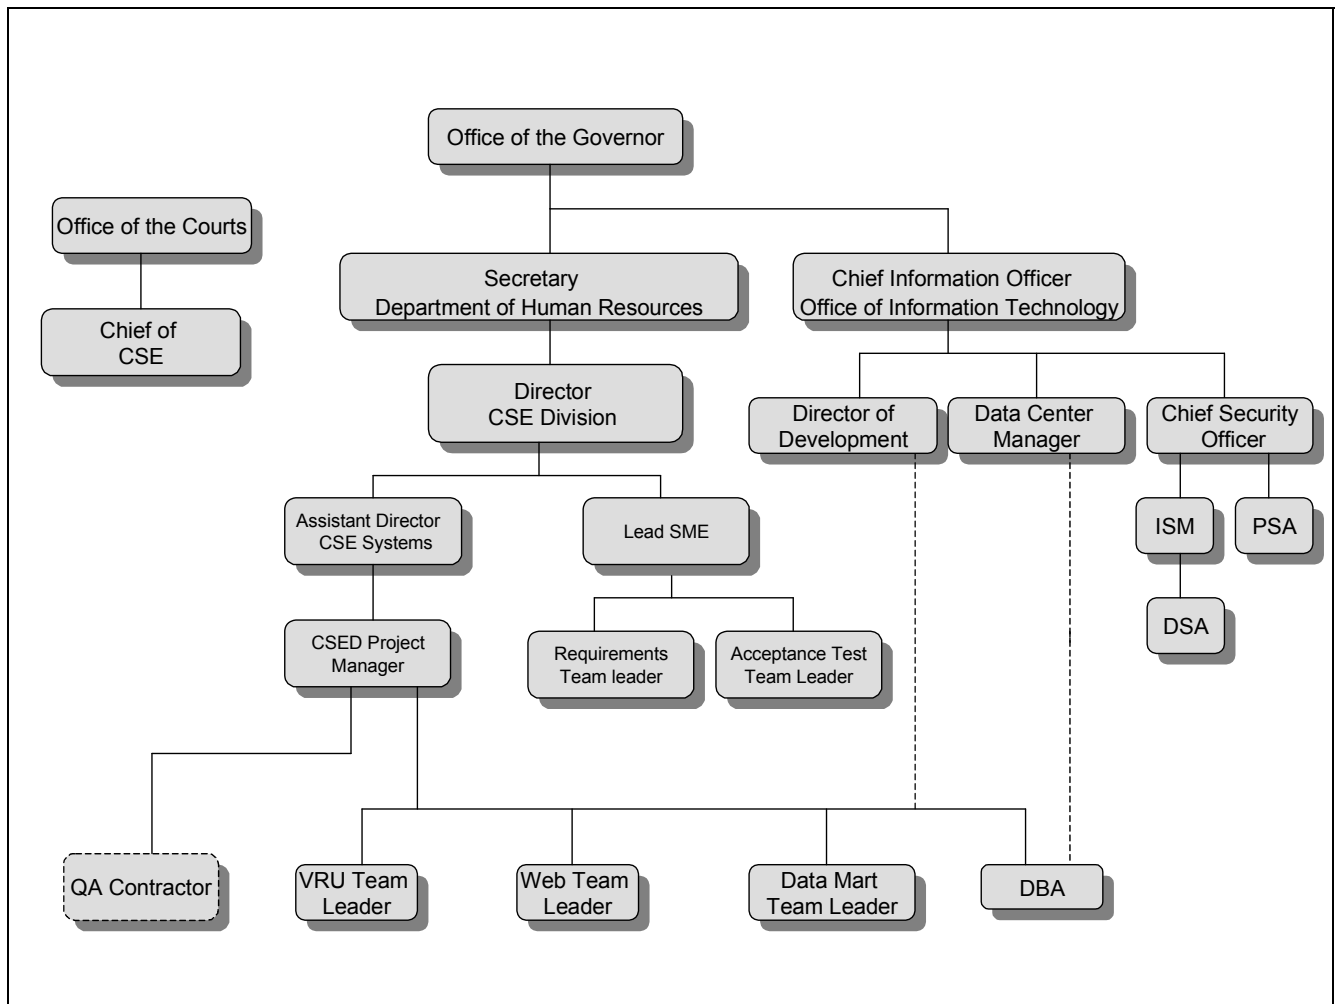 Office of the Governor
Office of the Courts
Secretary
Department of Human Resources
Chief Information Officer
Office of Information Technology
Chief of
CSE
Director
CSE Division
Director of
Development
Data Center
Manager
Chief Security
Officer
Assistant Director
CSE Systems
Lead SME
ISM
PSA
CSED Project
Manager
Requirements
Team leader
Acceptance Test
Team Leader
DSA
QA Contractor
VRU Team
Leader
Web Team
Leader
Data Mart
Team Leader
DBA